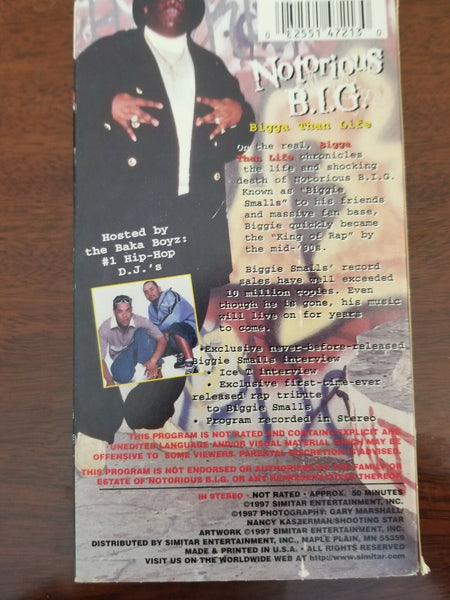 0 82551 47213 0
Notorious
B.I.G.
Bigga Than Life
On the real, Bigga
Than Life chronicles
the life and shocking
death of Notorious B.I.G.
Known as "Biggie
Smalls" to his friends
and massive fan base,
Biggie quickly became
the "King of Rap" by
the mid-'90s.
Hosted by
the Baka Boyz:
#1 Hip-Hop
D.J.'s
Biggie Smalls' record
sales have well exceeded
10 million copies. Even
though he is gone, his music
will live on for years
to come.
•Exclusive never-before-released
Biggie Smalls interview
• Ice T interview
• Exclusive first-time-ever
released rap tribute
to Biggie Smalls
• Program recorded in Stereo
THIS PROGRAM IS NOT RATED AND CONTAINS EXPLICIT AND
UNEDITED LANGUAGE AND/OR VISUAL MATERIAL WHICH MAY BE
OFFENSIVE TO SOME VIEWERS. PARENTAL DISCRETION IS ADVISED.
THIS PROGRAM IS NOT ENDORSED OR AUTHORIZED BY THE FAMILY OR
ESTATE OF NOTORIOUS B.I.G. OR ANY REPRESENTATIVES THEREOF.
IN STEREO • NOT RATED • APPROX. 50 MINUTES
©1997 SIMITAR ENTERTAINMENT, INC.
©1997 PHOTOGRAPHY: GARY MARSHALL/
NANCY KASZERMAN/SHOOTING STAR
ARTWORK ©1997 SIMITAR ENTERTAINMENT, INC.
DISTRIBUTED BY SIMITAR ENTERTAINMENT, INC., MAPLE PLAIN, MN 55359
MADE & PRINTED IN U.S.A. • ALL RIGHTS RESERVED
VISIT US ON THE WORLDWIDE WEB AT http://www.simitar.com